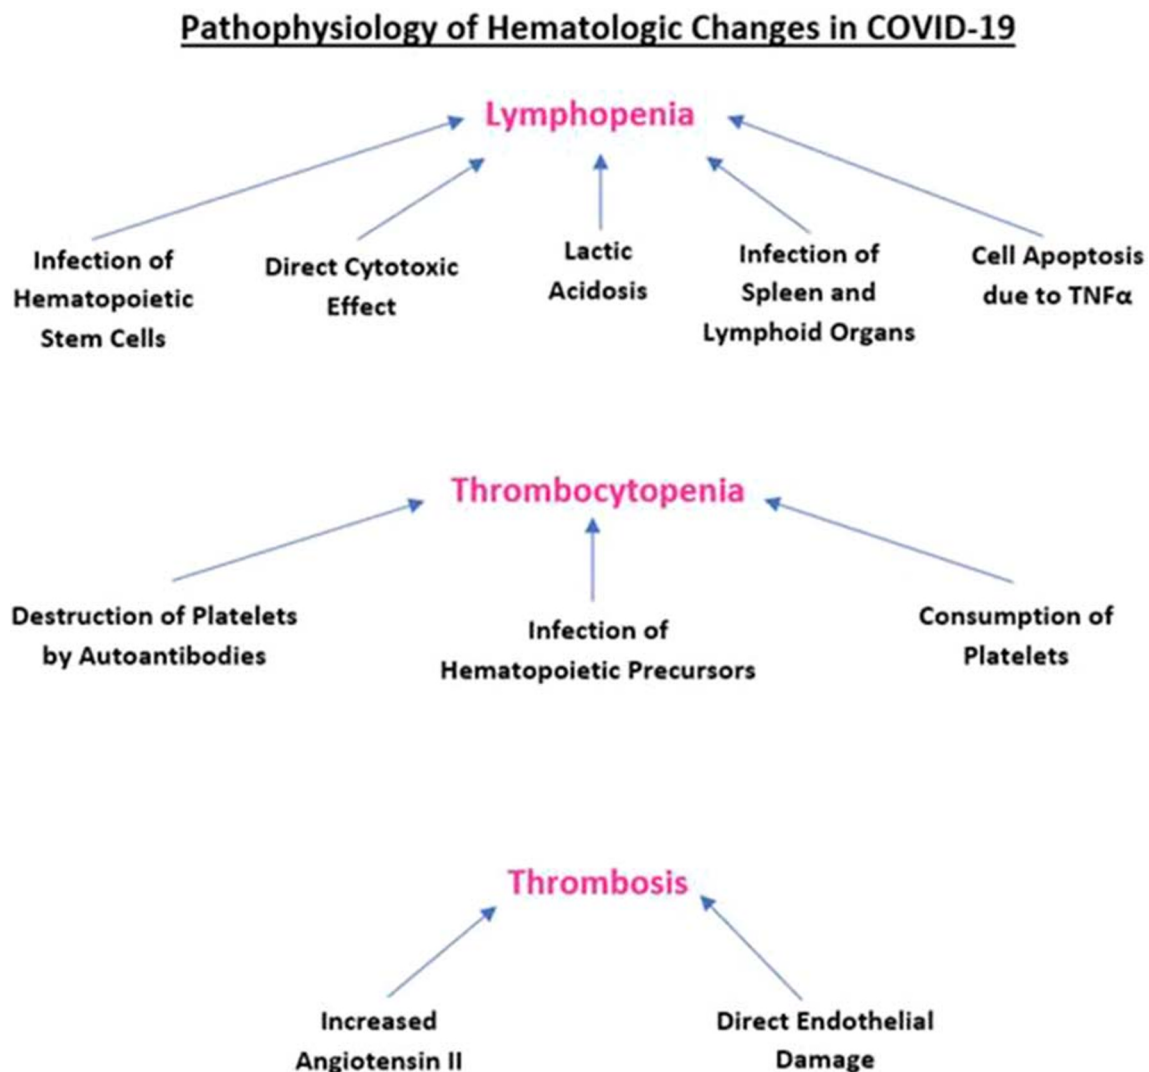 Pathophysiology of Hematologic Changes in COVID-19
Lymphopenia
Infection of
Hematopoietic
Stem Cells
Direct Cytotoxic
Effect
Lactic
Acidosis
Infection of
Spleen and
Lymphoid Organs
Cell Apoptosis
due to TNFα
Thrombocytopenia
Destruction of Platelets
by Autoantibodies
Infection of
Hematopoietic Precursors
Consumption of
Platelets
Thrombosis
Increased
Angiotensin II
Direct Endothelial
Damage